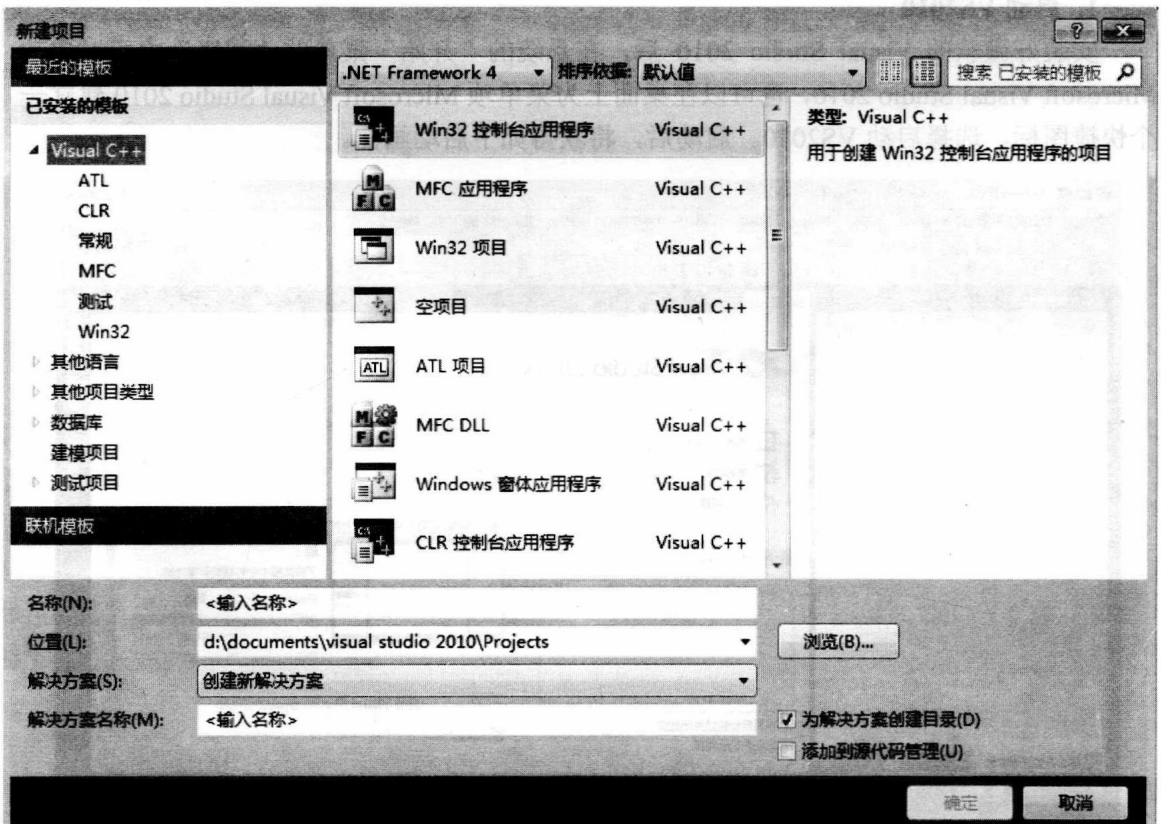 新建项目
最近的模板
.NET Framework 4 排序依据: 默认值 搜索 已安装的模板
已安装的模板
Visual C++
ATL
CLR
常规
MFC
测试
Win32
其他语言
其他项目类型
数据库
建模项目
测试项目
联机模板
Win32 控制台应用程序 Visual C++
MFC 应用程序 Visual C++
Win32 项目 Visual C++
空项目 Visual C++
ATL 项目 Visual C++
MFC DLL Visual C++
Windows 窗体应用程序 Visual C++
CLR 控制台应用程序 Visual C++
类型: Visual C++
用于创建 Win32 控制台应用程序的项目
名称(N): <输入名称>
位置(L): d:\documents\visual studio 2010\Projects 浏览(B)...
解决方案(S): 创建新解决方案
解决方案名称(M): <输入名称>
为解决方案创建目录(D)
添加到源代码管理(U)
确定 取消